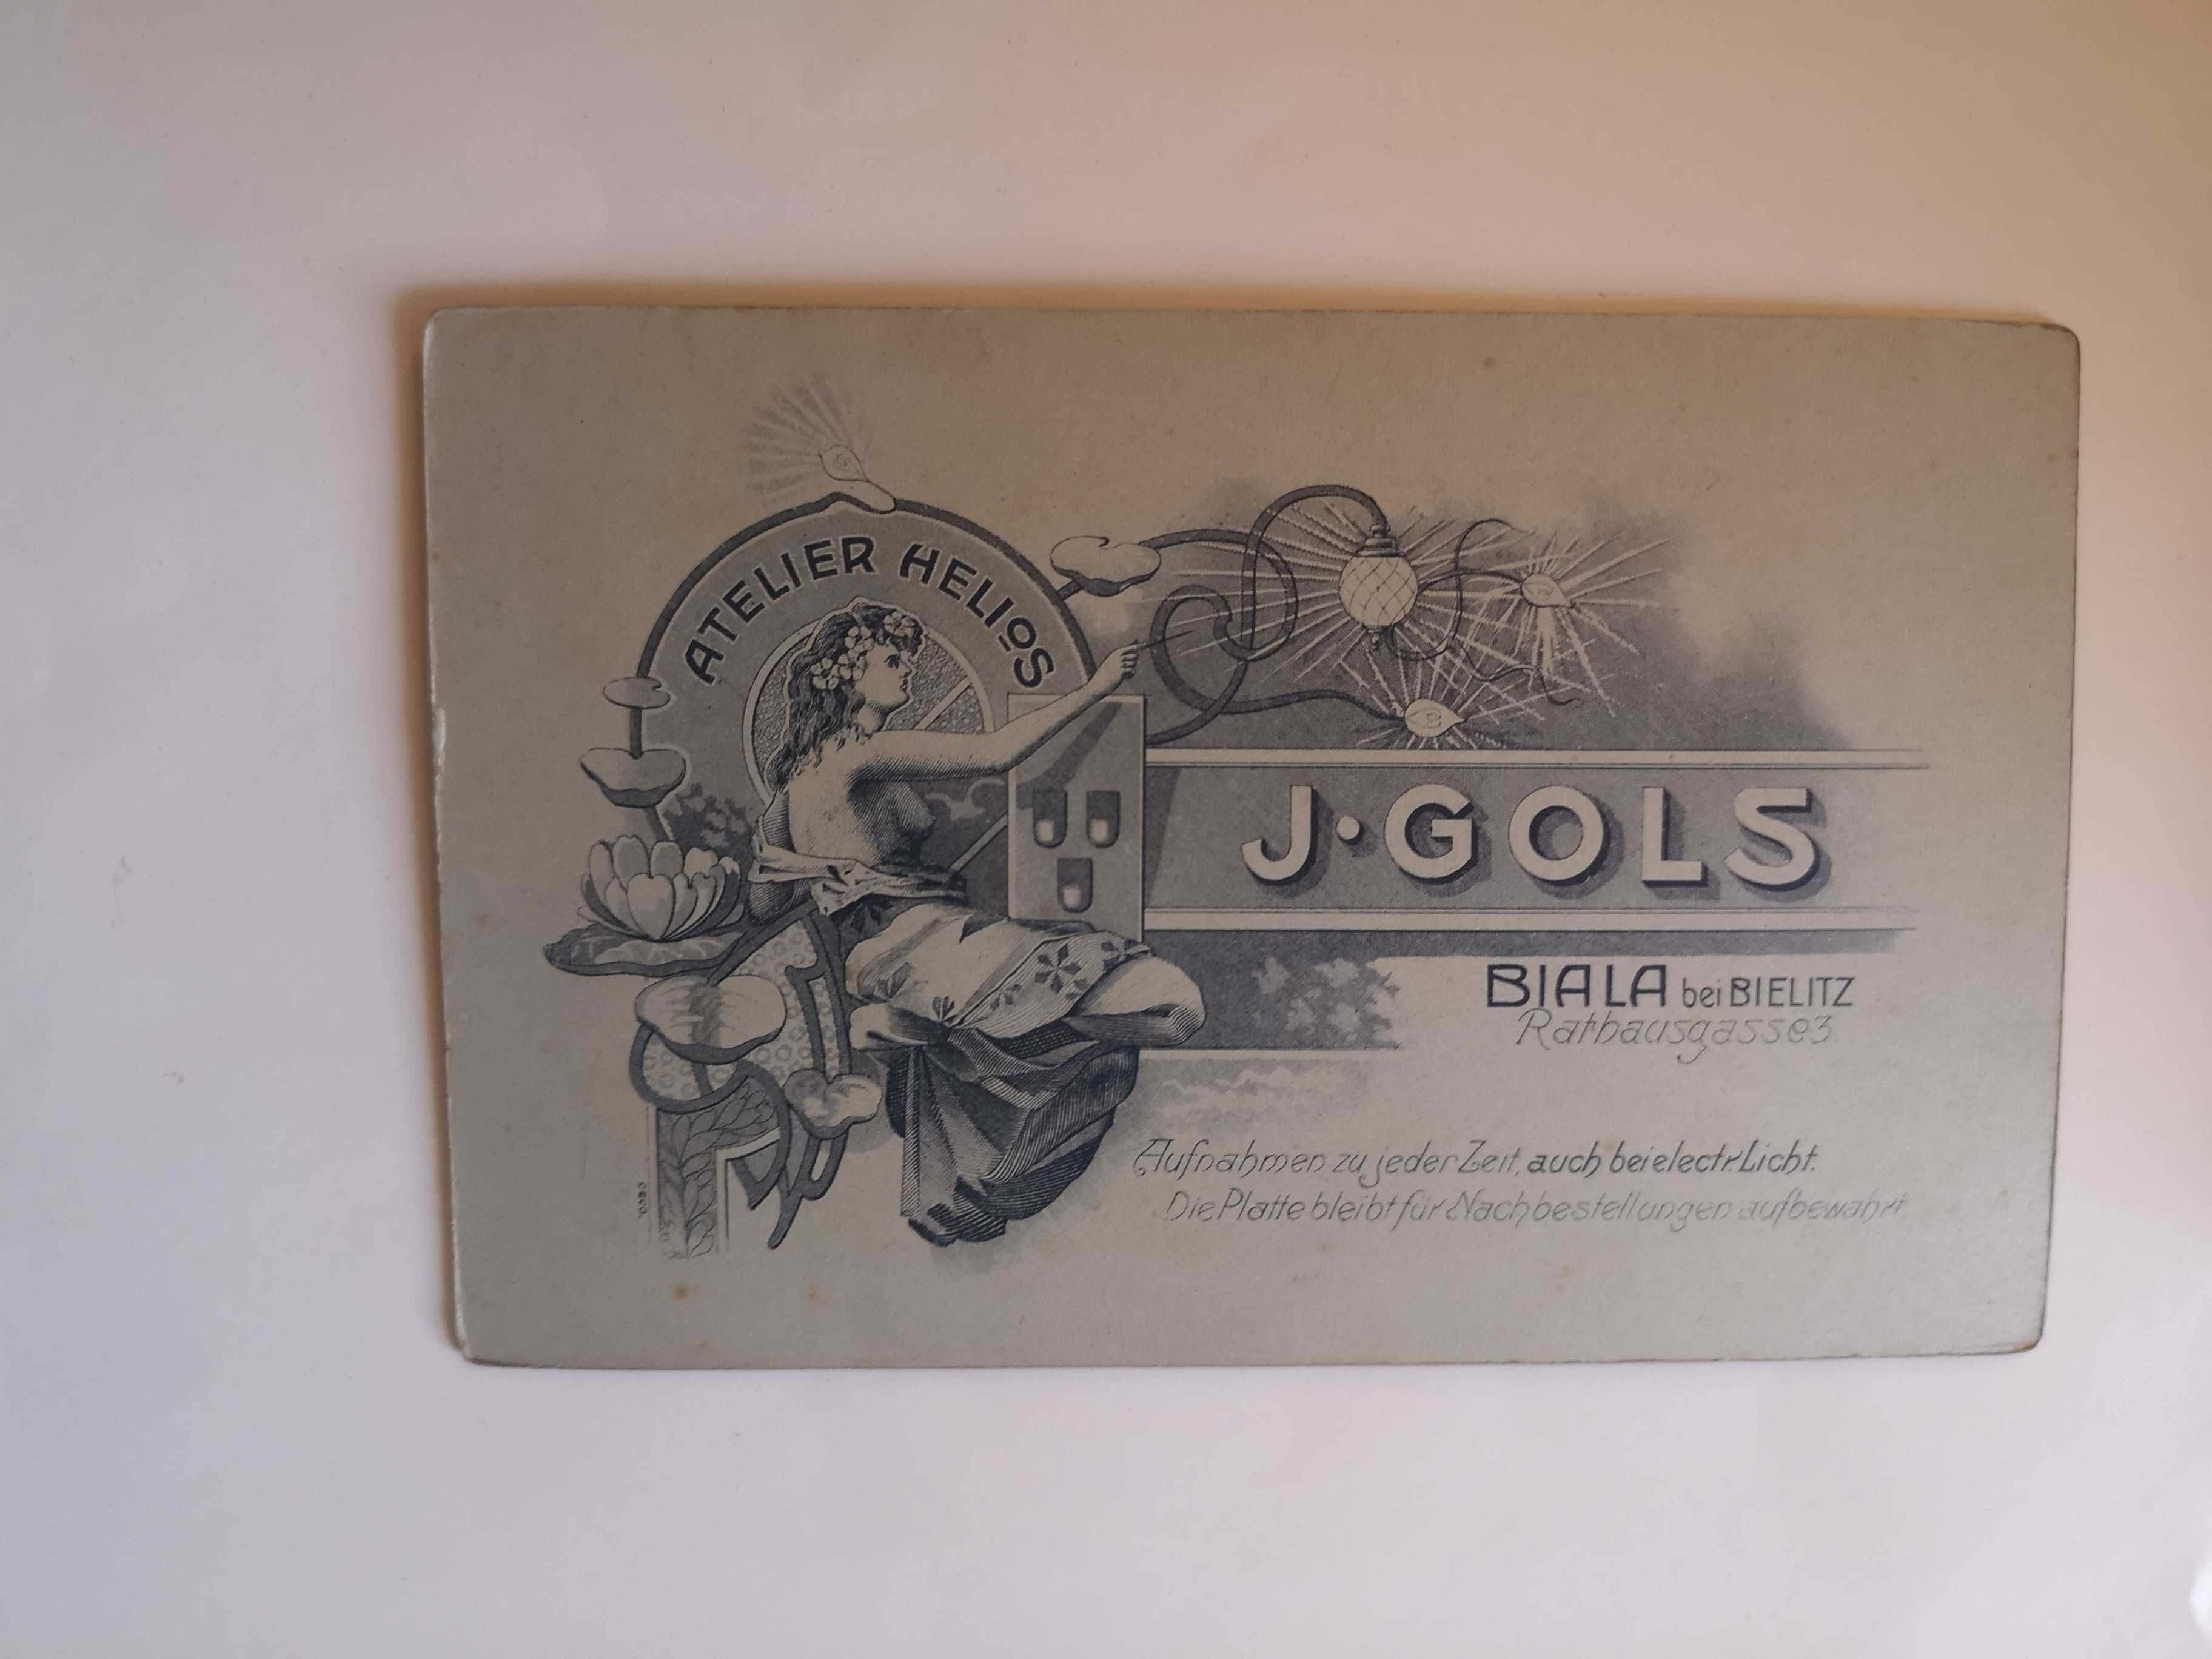 ATELIER HELIOS
J·GOLS
BIALA bei BIELITZ
Rathausgasse 3.
Aufnahmen zu jeder Zeit, auch bei electr. Licht.
Die Platte bleibt für Nachbestellungen aufbewahrt